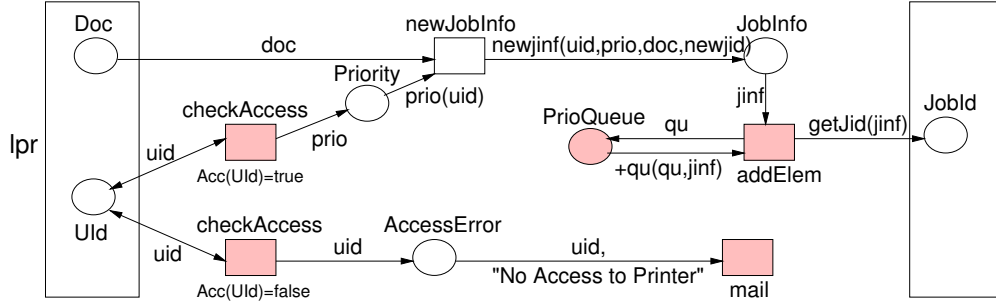 Doc
newJobInfo
JobInfo
doc
newjinf(uid,prio,doc,newjid)
Priority
prio(uid)
checkAccess
prio
jinf
PrioQueue
qu
getJid(jinf)
JobId
lpr
uid
+qu(qu,jinf)
addElem
Acc(UId)=true
UId
checkAccess
AccessError
uid
uid
uid,
"No Access to Printer"
Acc(UId)=false
mail